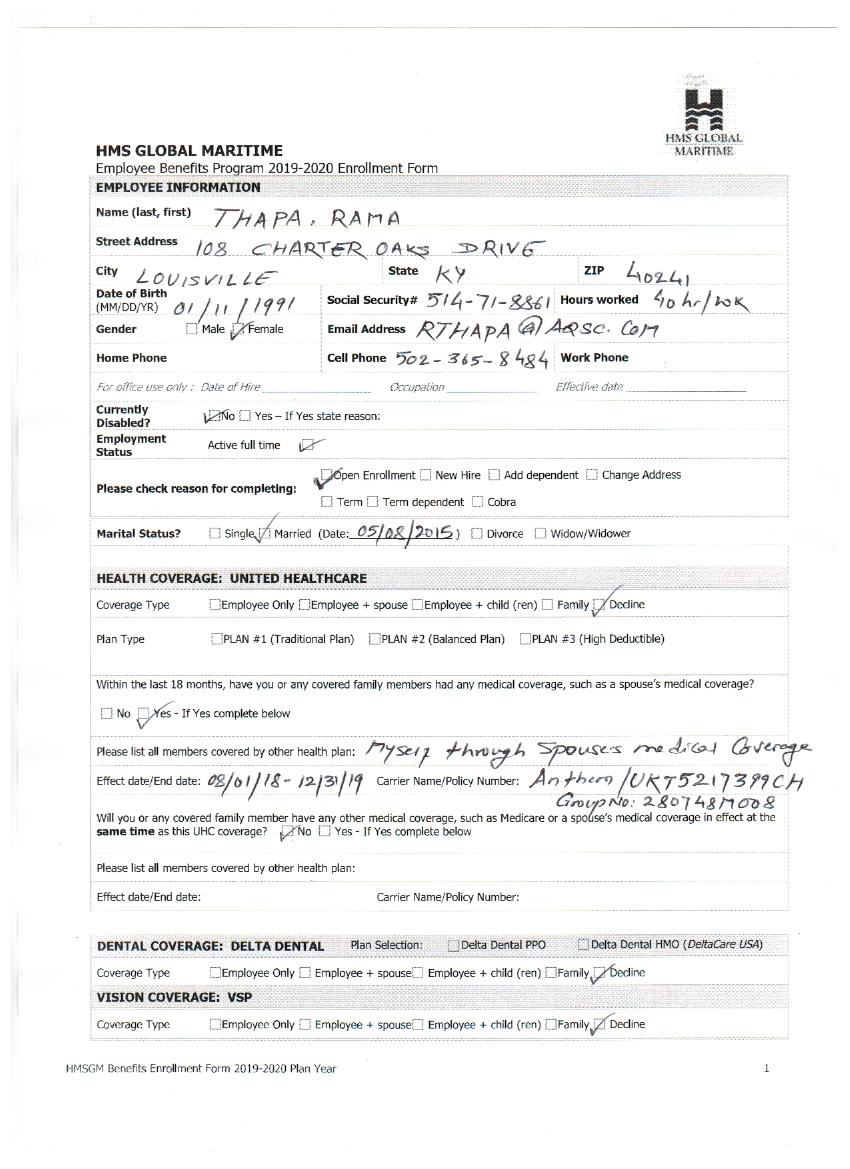 HMS GLOBAL
MARITIME
HMS GLOBAL MARITIME
Employee Benefits Program 2019-2020 Enrollment Form
EMPLOYEE INFORMATION
Name (last, first) THAPA, RAMA
Street Address 108 CHARTER OAKS DRIVE
City LOUISVILLE State KY ZIP 40241
Date of Birth (MM/DD/YR) 01/11/1991 Social Security# 514-71-8861 Hours worked 40 hr/wk
Gender Male Female Email Address RTHAPA@AQSC.COM
Home Phone Cell Phone 502-365-8484 Work Phone
For office use only : Date of Hire Occupation Effective date
Currently Disabled? No Yes – If Yes state reason:
Employment Status Active full time
Please check reason for completing: Open Enrollment New Hire Add dependent Change Address
Term Term dependent Cobra
Marital Status? Single Married (Date: 05/08/2015) Divorce Widow/Widower
HEALTH COVERAGE: UNITED HEALTHCARE
Coverage Type Employee Only Employee + spouse Employee + child (ren) Family Decline
Plan Type PLAN #1 (Traditional Plan) PLAN #2 (Balanced Plan) PLAN #3 (High Deductible)
Within the last 18 months, have you or any covered family members had any medical coverage, such as a spouse's medical coverage?
No Yes - If Yes complete below
Please list all members covered by other health plan: Myself through Spouse's medical Coverage
Effect date/End date: 08/01/18 - 12/31/19 Carrier Name/Policy Number: Anthem/UKT5217399CH
Group No: 280748M008
Will you or any covered family member have any other medical coverage, such as Medicare or a spouse's medical coverage in effect at the
same time as this UHC coverage? No Yes - If Yes complete below
Please list all members covered by other health plan:
Effect date/End date: Carrier Name/Policy Number:
DENTAL COVERAGE: DELTA DENTAL Plan Selection: Delta Dental PPO Delta Dental HMO (DeltaCare USA)
Coverage Type Employee Only Employee + spouse Employee + child (ren) Family Decline
VISION COVERAGE: VSP
Coverage Type Employee Only Employee + spouse Employee + child (ren) Family Decline
HMSGM Benefits Enrollment Form 2019-2020 Plan Year 1